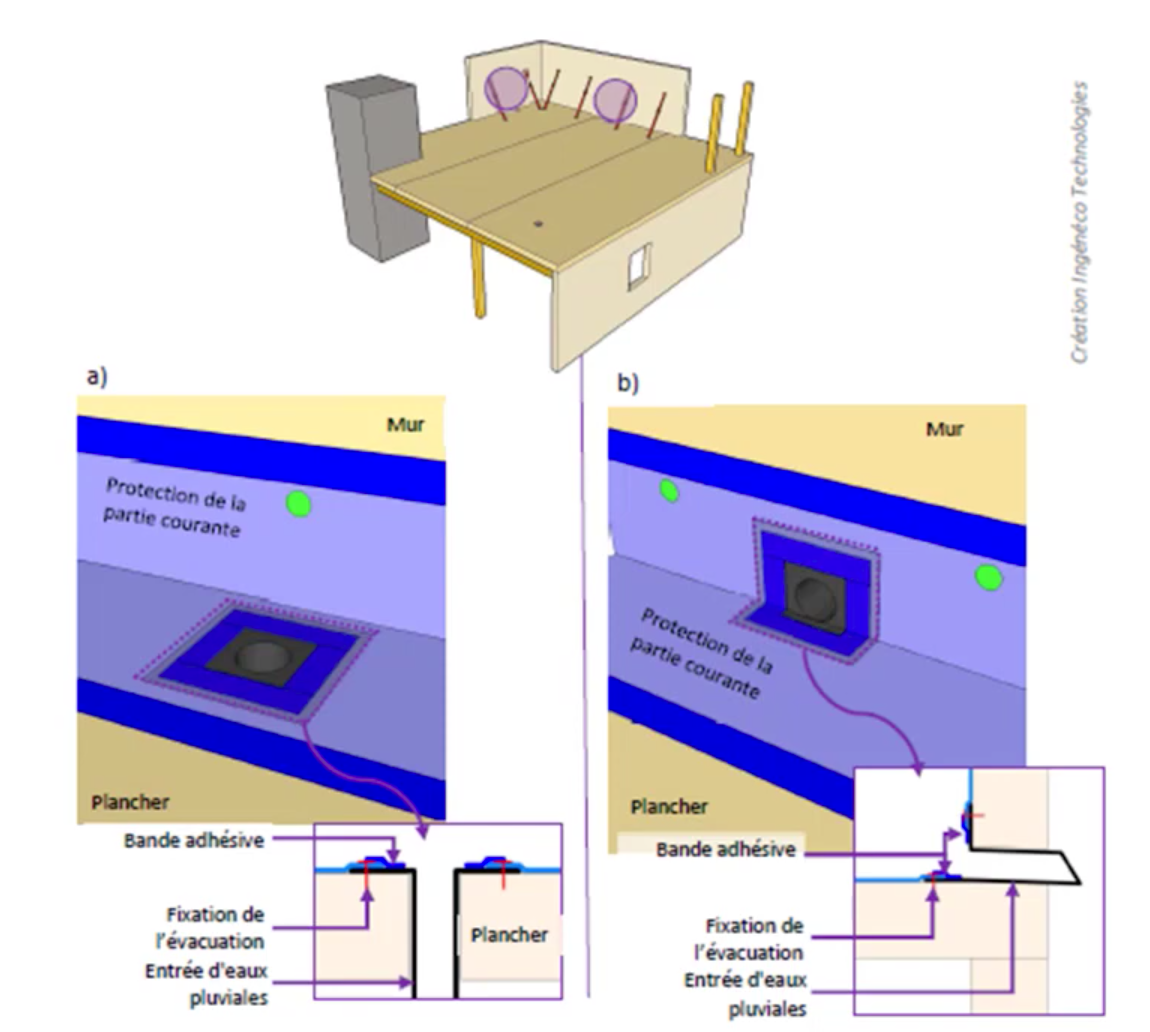 Création Ingénéco Technologies
a)
Mur
Protection de la
partie courante
Plancher
Bande adhésive
Fixation de
l'évacuation
Plancher
Entrée d'eaux
pluviales
b)
Mur
Protection de la
partie courante
Plancher
Bande adhésive
Fixation de
l'évacuation
Entrée d'eaux
pluviales